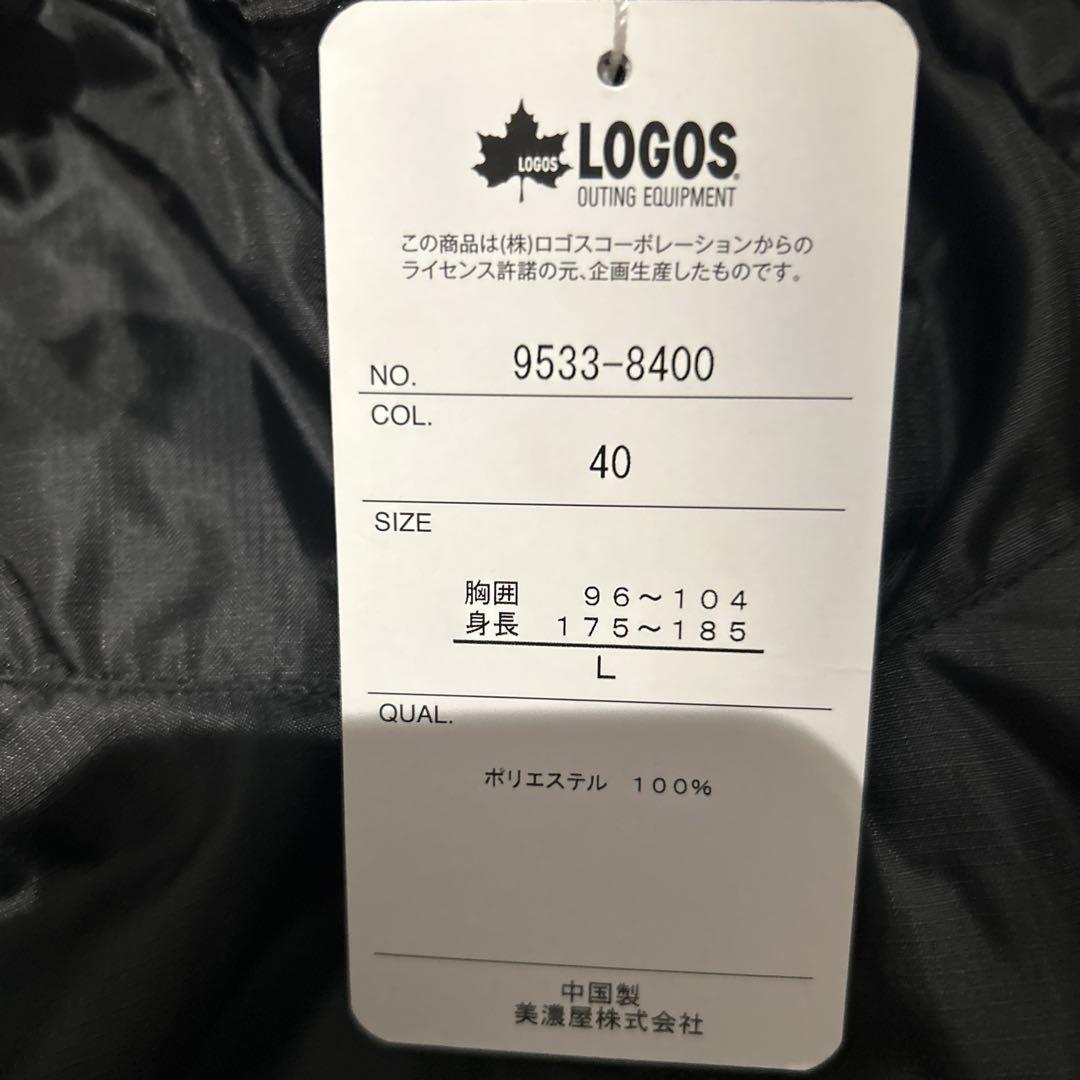 LOGOS
LOGOS
OUTING EQUIPMENT
この商品は(株)ロゴスコーポレーションからの
ライセンス許諾の元、企画生産したものです。
NO. 9533-8400
COL.
40
SIZE
胸囲 96～104
身長 175～185
L
QUAL.
ポリエステル 100%
中国製
美濃屋株式会社